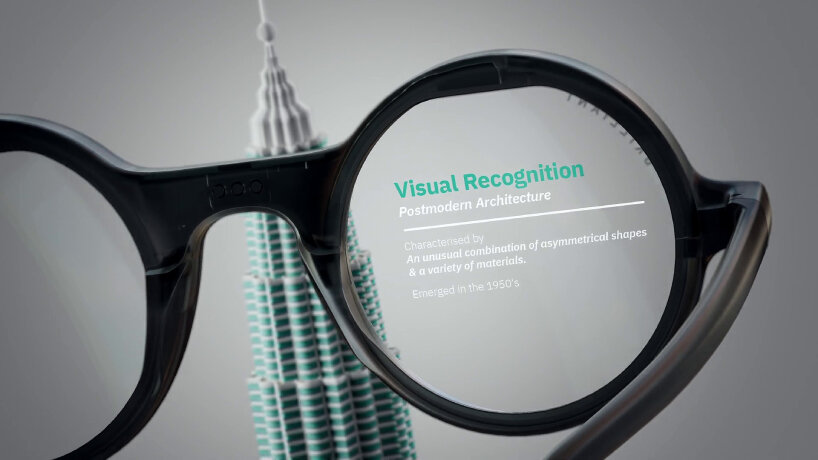 Visual Recognition
Postmodern Architecture
Characterised by
An unusual combination of asymmetrical shapes
& a variety of materials.
Emerged in the 1950's